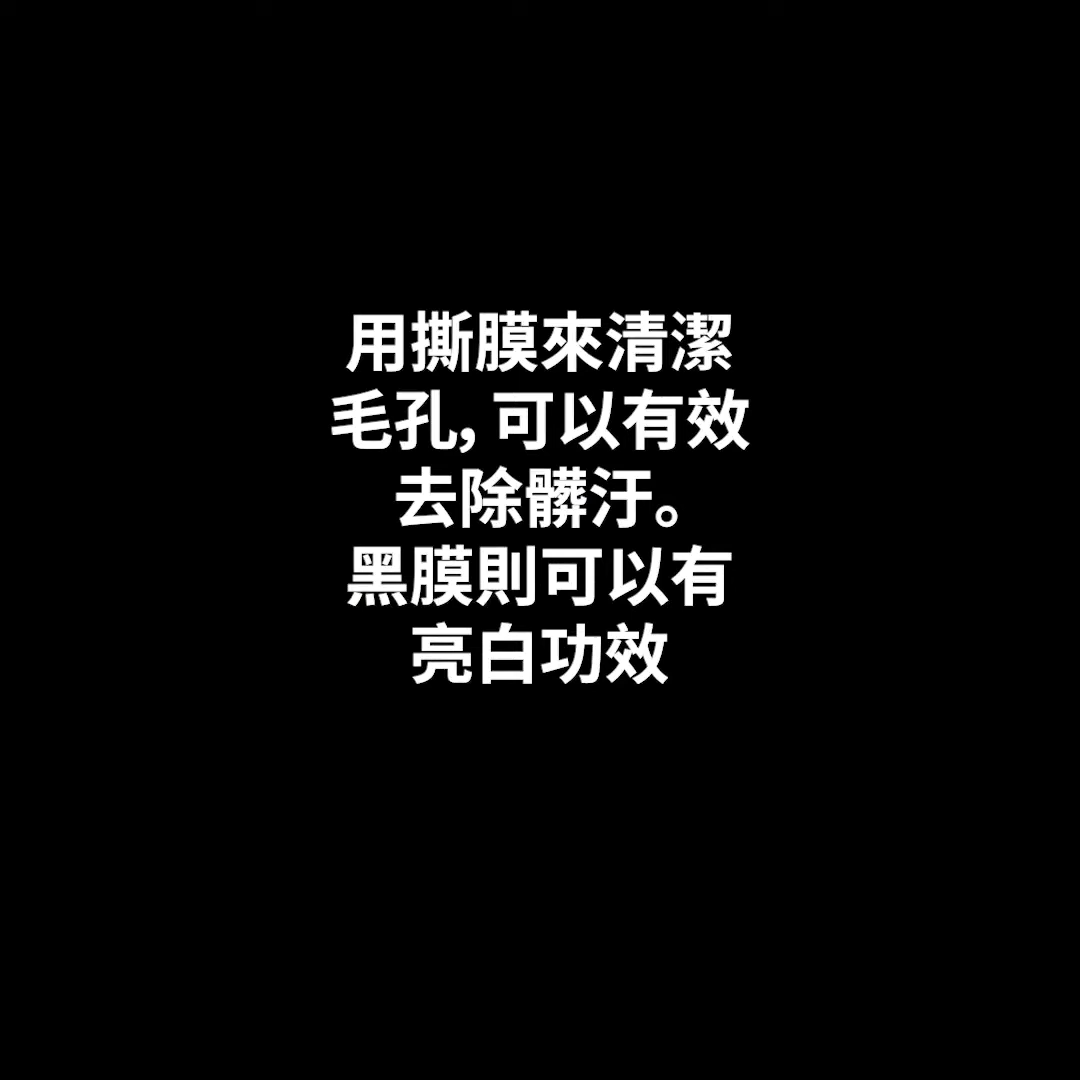 用撕膜來清潔
毛孔, 可以有效
去除髒汙。
黑膜則可以有
亮白功效